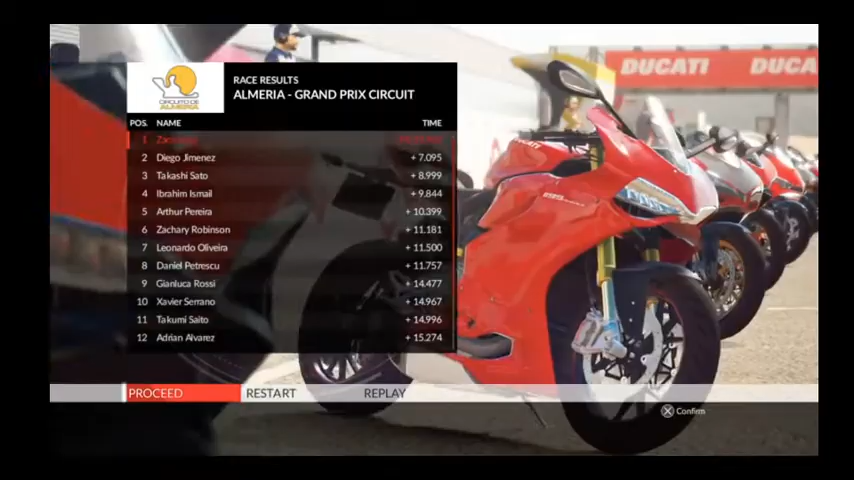 CIRCUITO DE
ALMERIA
RACE RESULTS
ALMERIA - GRAND PRIX CIRCUIT
POS. NAME TIME
1
2 Diego Jimenez + 7.095
3 Takashi Sato + 8.999
4 Ibrahim Ismail + 9.844
5 Arthur Pereira + 10.399
6 Zachary Robinson + 11.181
7 Leonardo Oliveira + 11.500
8 Daniel Petrescu + 11.757
9 Gianluca Rossi + 14.477
10 Xavier Serrano + 14.967
11 Takumi Saito + 14.996
12 Adrian Alvarez + 15.274
DUCATI DUCATI
DUCATI
PROCEED RESTART REPLAY
Confirm